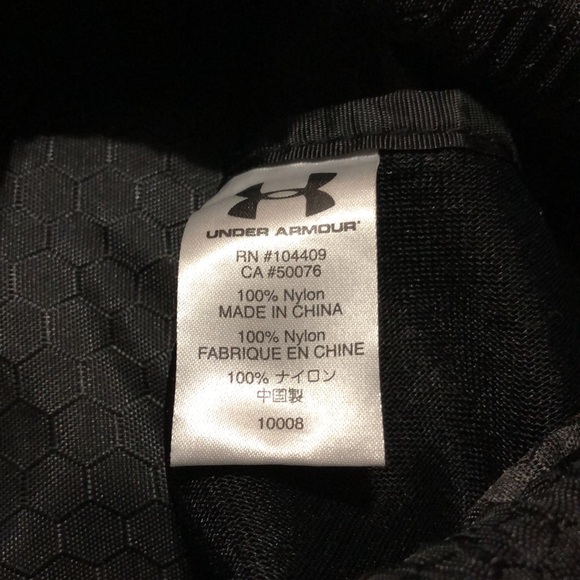 UNDER ARMOUR
RN #104409
CA #50076
100% Nylon
MADE IN CHINA
100% Nylon
FABRIQUE EN CHINE
100% ナイロン
中国製
10008